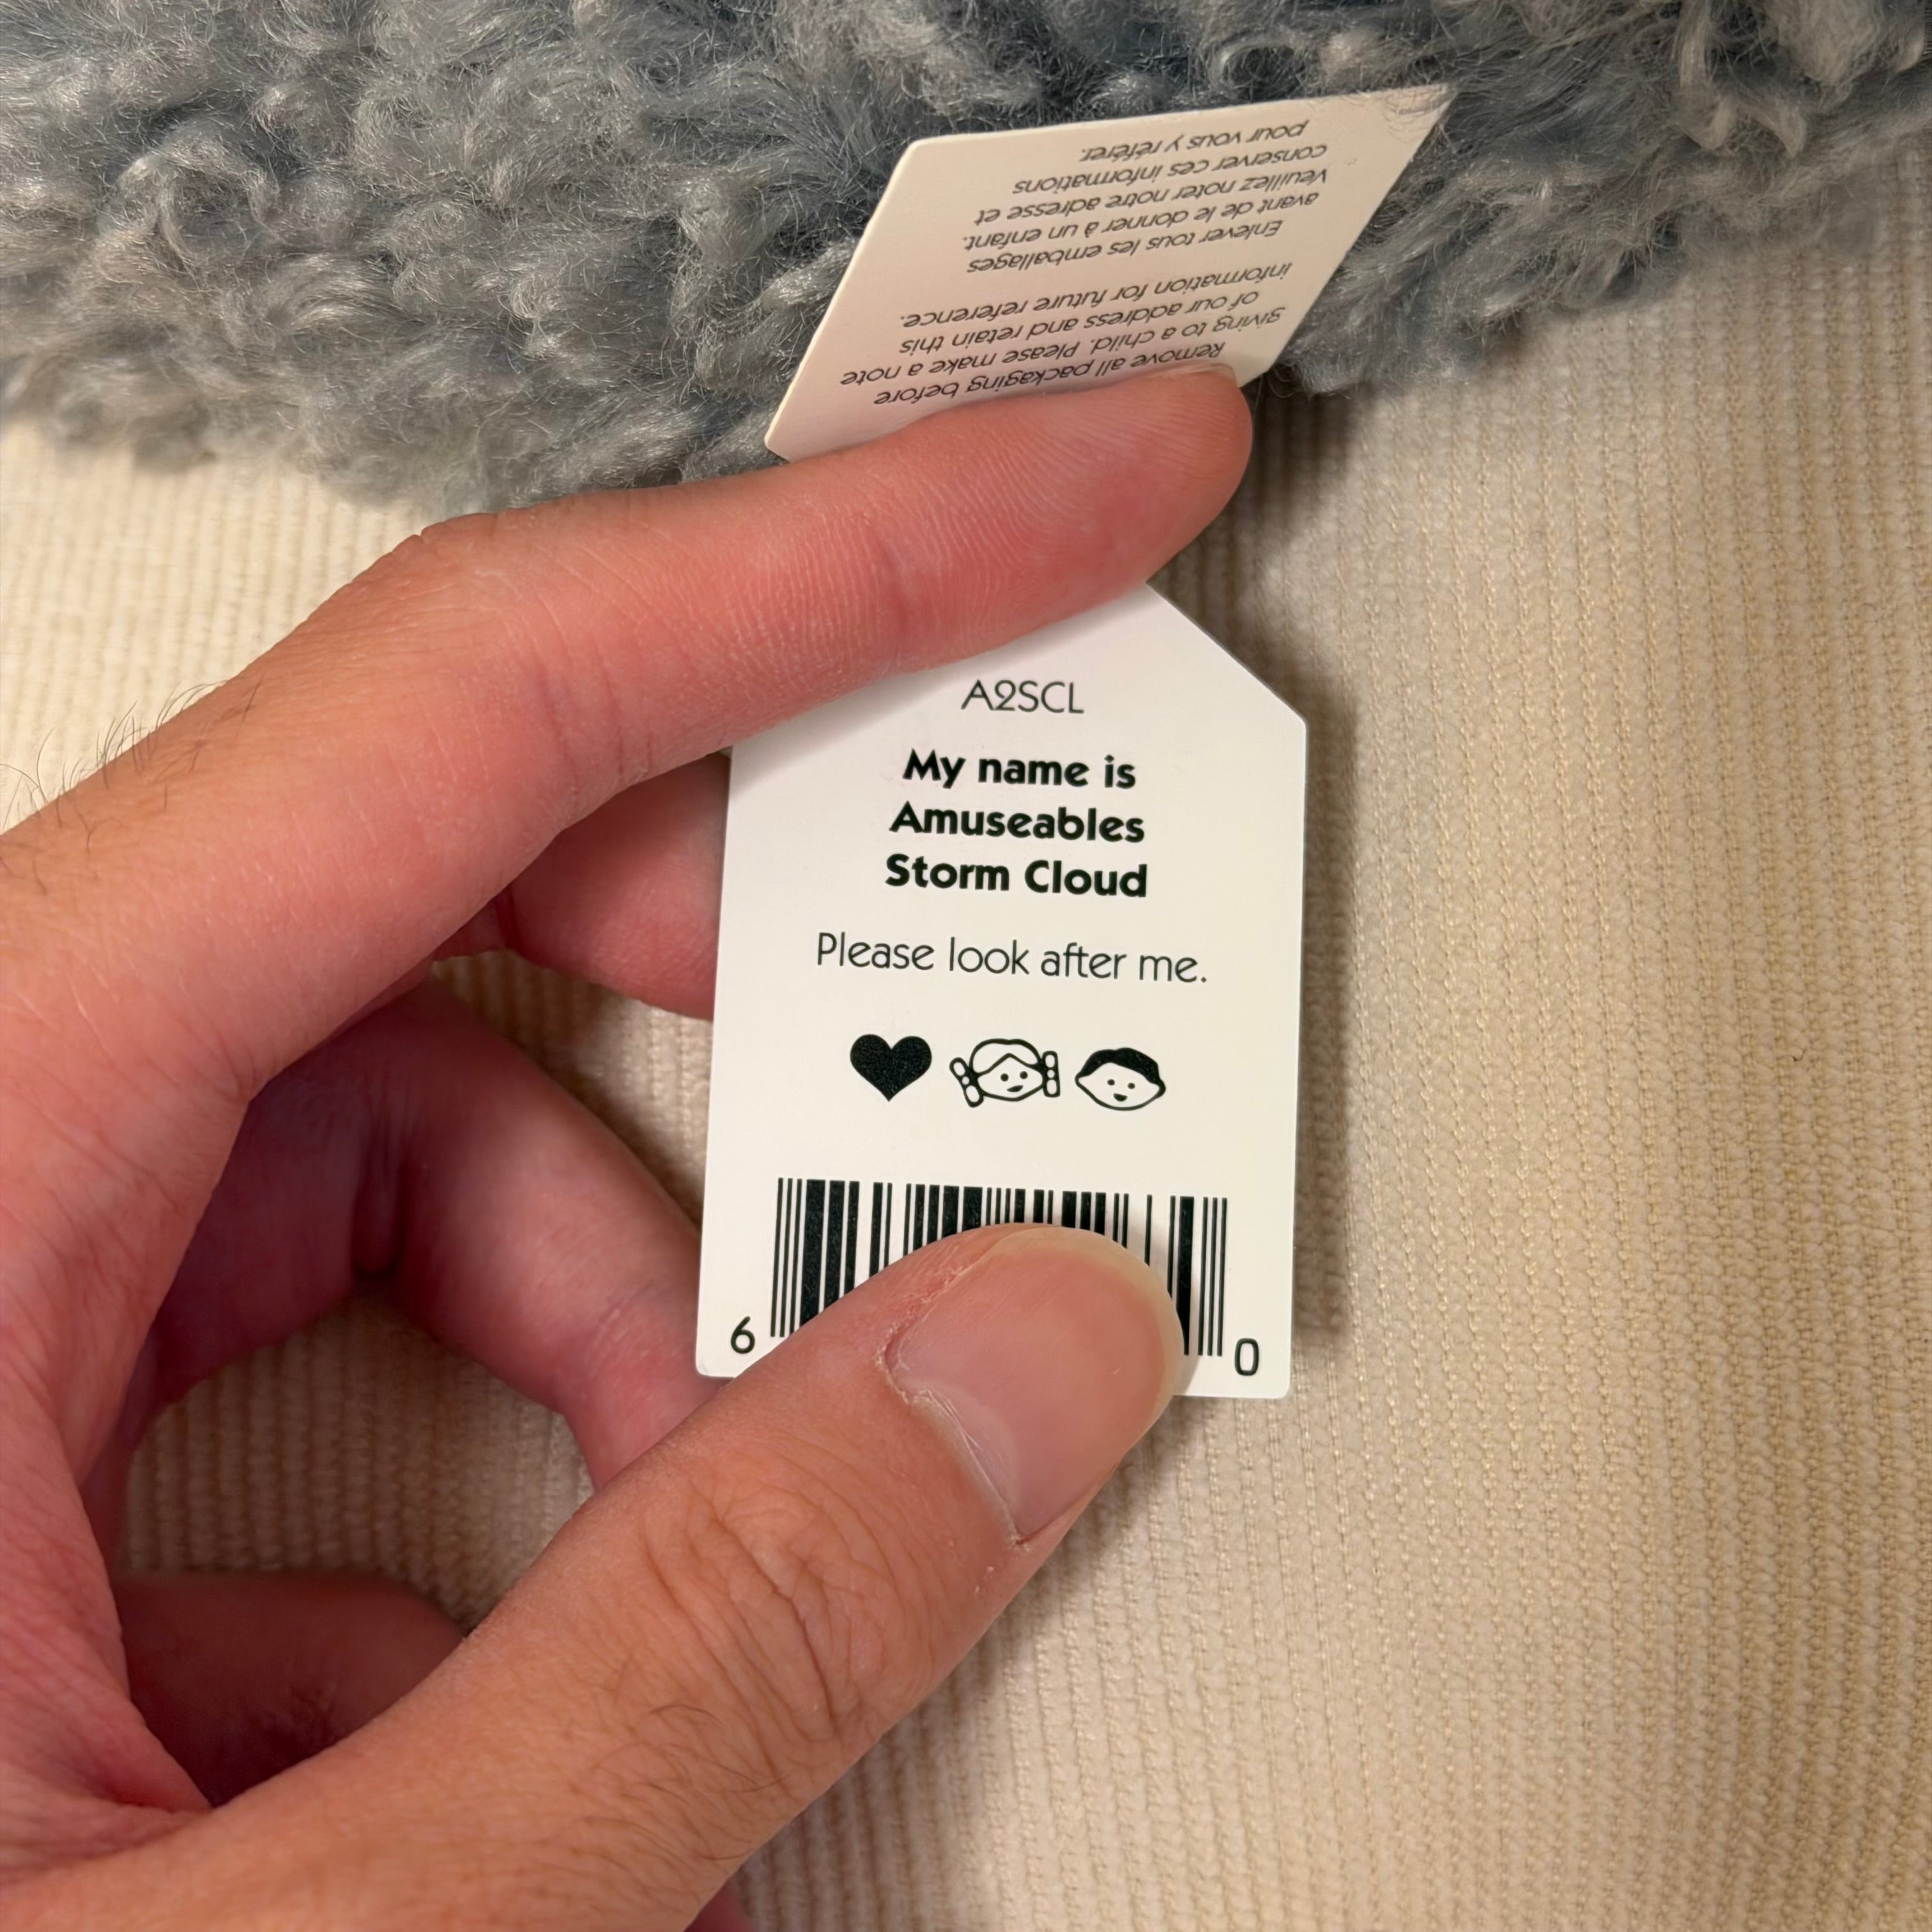 Remove all packaging before
giving to a child. Please make a note
of our address and retain this
information for future reference.
Enlever tous les emballages
avant de le donner à un enfant.
Veuillez noter notre adresse et
conserver ces informations
pour vous y référer.
A2SCL
My name is
Amuseables
Storm Cloud
Please look after me.
6 0